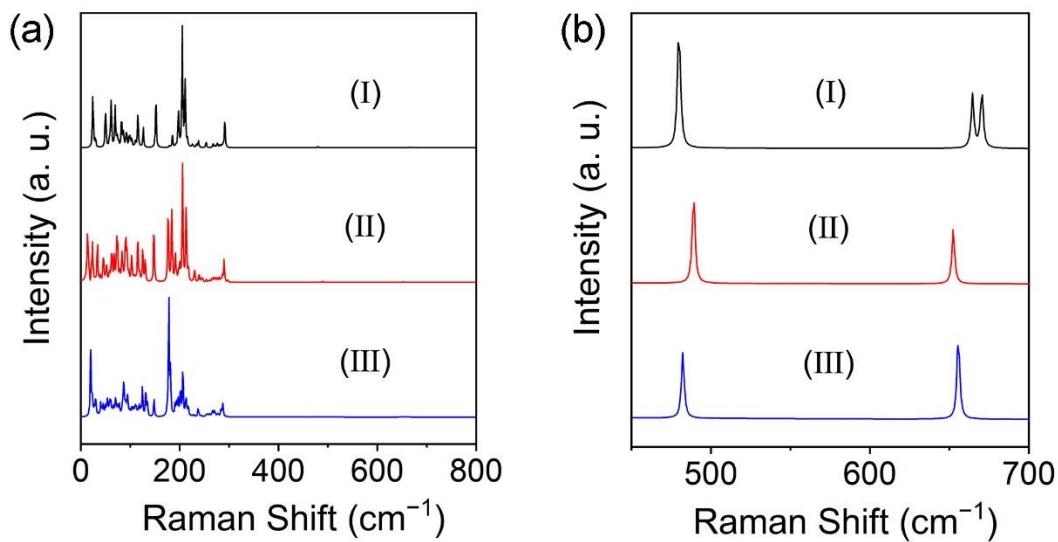 (a)
Intensity (a. u.)
(I)
(II)
(III)
0 200 400 600 800
Raman Shift (cm⁻¹)
(b)
Intensity (a. u.)
(I)
(II)
(III)
500 600 700
Raman Shift (cm⁻¹)